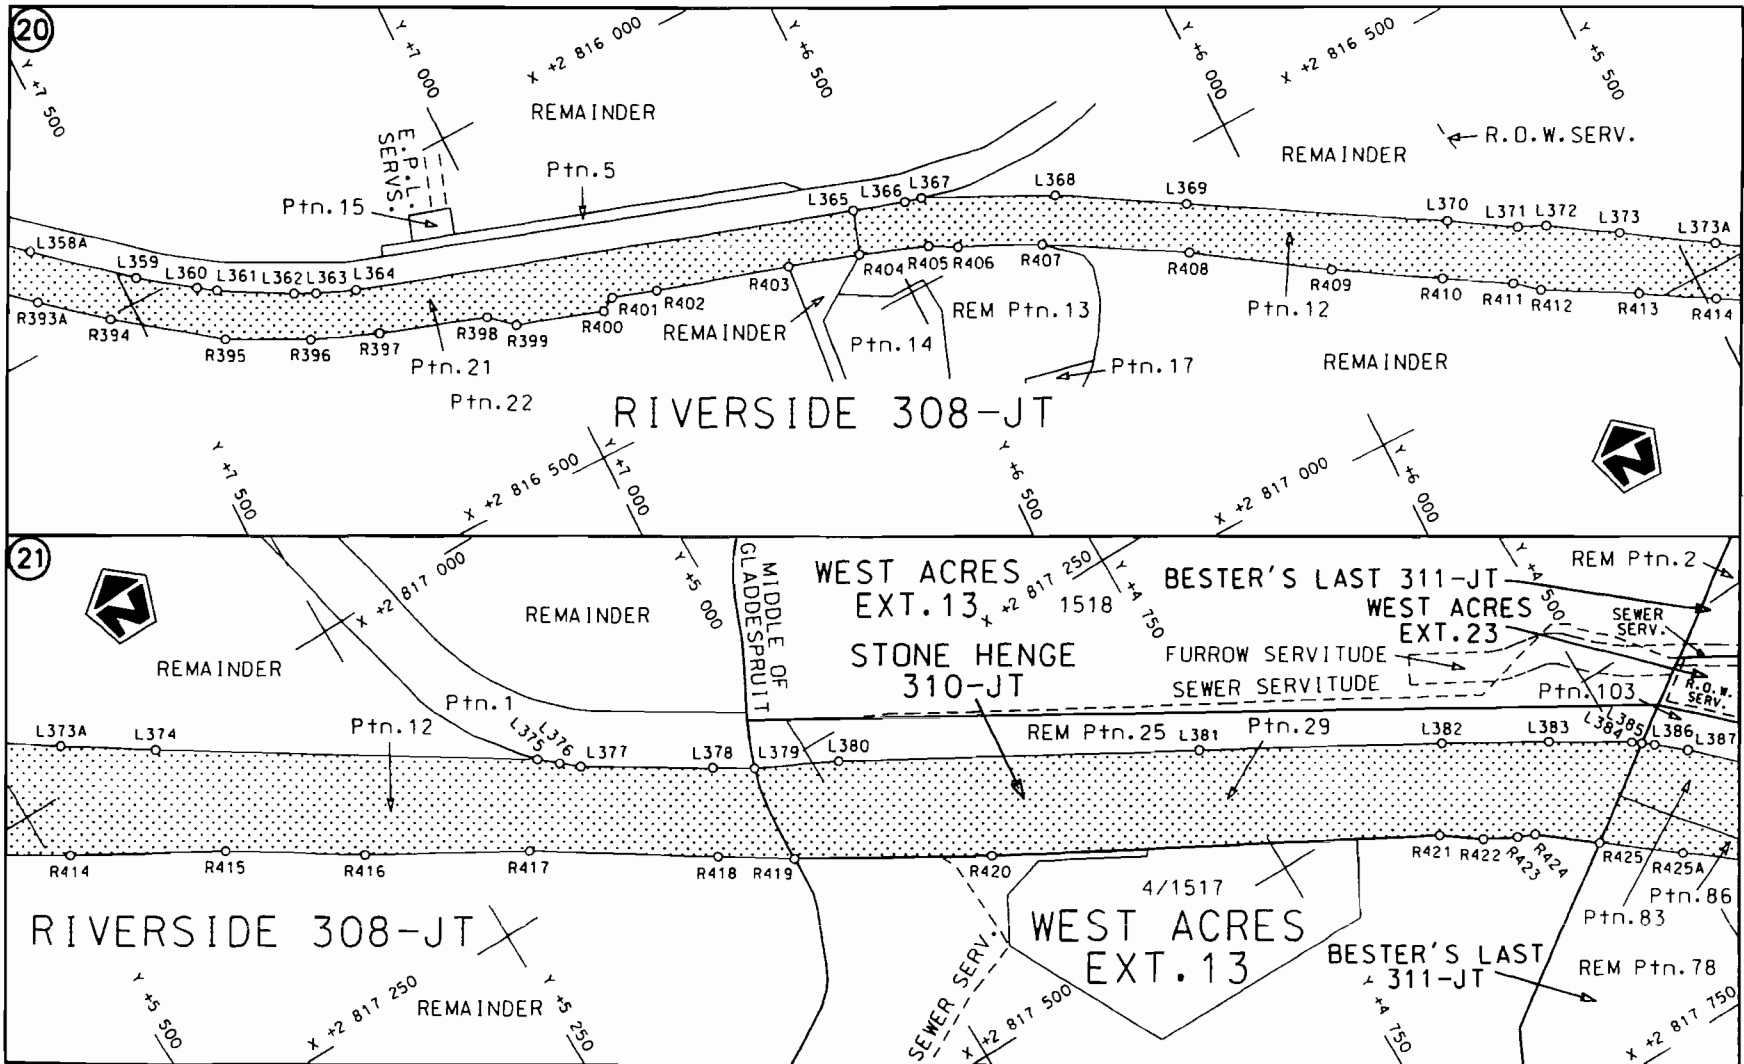 20
Y +7 500
Y +7 000
X +2 816 000
Y +6 500
Y +6 000
X +2 816 500
Y +5 500
REMAINDER
E.P.L.
SERVS.
Ptn.15
Ptn.5
REMAINDER
R.O.W.SERV.
L358A
L359
L360
L361
L362
L363
L364
L365
L366
L367
L368
L369
L370
L371
L372
L373
L373A
R393A
R394
R395
R396
R397
R398
R399
R400
R401
R402
R403
R404
R405
R406
R407
R408
R409
R410
R411
R412
R413
R414
Ptn.21
Ptn.22
REMAINDER
Ptn.14
REM Ptn.13
Ptn.17
Ptn.12
REMAINDER
RIVERSIDE 308-JT
Y +7 500
X +2 816 500
Y +7 000
Y +6 500
X +2 817 000
Y +6 000
21
X +2 817 000
Y +5 000
REMAINDER
REMAINDER
Ptn.1
Ptn.12
MIDDLE OF
GLADDESPRUIT
WEST ACRES
EXT.13
X +2 817 250
1518
Y +4 750
STONE HENGE
310-JT
BESTER'S LAST 311-JT
WEST ACRES
EXT.23
Y +4 500
REM Ptn.2
SEWER
SERV.
FURROW SERVITUDE
SEWER SERVITUDE
Ptn.103
R.O.W.
SERV.
REM Ptn.25
Ptn.29
L373A
L374
L375
L376
L377
L378
L379
L380
L381
L382
L383
L384
L385
L386
L387
R414
R415
R416
R417
R418
R419
R420
R421
R422
R423
R424
R425
R425A
Ptn.86
Ptn.83
4/1517
RIVERSIDE 308-JT
WEST ACRES
EXT.13
SEWER SERV.
BESTER'S LAST
311-JT
REM Ptn.78
Y +5 500
X +2 817 250
REMAINDER
Y +5 250
X +2 817 500
Y +4 750
X +2 817 750